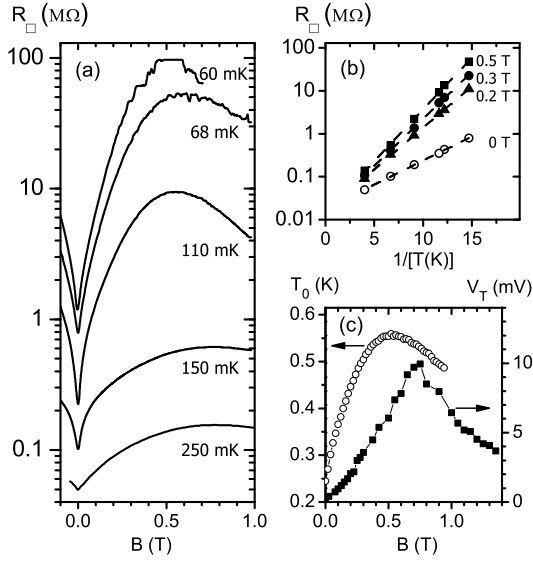 R□ (MΩ)
(a)
100
10
1
0.1
60 mK
68 mK
110 mK
150 mK
250 mK
0.0 0.5 1.0
B (T)
R□ (MΩ)
(b)
100
10
1
0.1
0.01
0.5 T
0.3 T
0.2 T
0 T
0 5 10 15
1/[T(K)]
T0 (K)
VT (mV)
(c)
0.6
0.5
0.4
0.3
0.2
10
5
0
0.0 0.5 1.0
B (T)